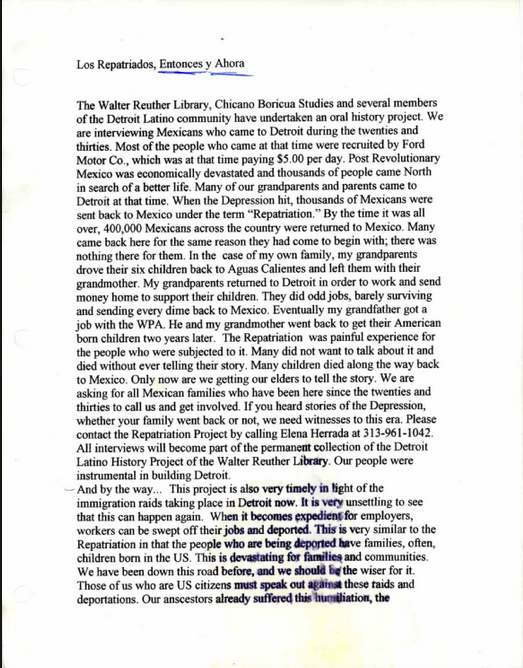 Los Repatriados, Entonces y Ahora
The Walter Reuther Library, Chicano Boricua Studies and several members
of the Detroit Latino community have undertaken an oral history project. We
are interviewing Mexicans who came to Detroit during the twenties and
thirties. Most of the people who came at that time were recruited by Ford
Motor Co., which was at that time paying $5.00 per day. Post Revolutionary
Mexico was economically devastated and thousands of people came North
in search of a better life. Many of our grandparents and parents came to
Detroit at that time. When the Depression hit, thousands of Mexicans were
sent back to Mexico under the term “Repatriation.” By the time it was all
over, 400,000 Mexicans across the country were returned to Mexico. Many
came back here for the same reason they had come to begin with; there was
nothing there for them. In the case of my own family, my grandparents
drove their six children back to Aguas Calientes and left them with their
grandmother. My grandparents returned to Detroit in order to work and send
money home to support their children. They did odd jobs, barely surviving
and sending every dime back to Mexico. Eventually my grandfather got a
job with the WPA. He and my grandmother went back to get their American
born children two years later. The Repatriation was painful experience for
the people who were subjected to it. Many did not want to talk about it and
died without ever telling their story. Many children died along the way back
to Mexico. Only now are we getting our elders to tell the story. We are
asking for all Mexican families who have been here since the twenties and
thirties to call us and get involved. If you heard stories of the Depression,
whether your family went back or not, we need witnesses to this era. Please
contact the Repatriation Project by calling Elena Herrada at 313-961-1042.
All interviews will become part of the permanent collection of the Detroit
Latino History Project of the Walter Reuther Library. Our people were
instrumental in building Detroit.
And by the way... This project is also very timely in light of the
immigration raids taking place in Detroit now. It is very unsettling to see
that this can happen again. When it becomes expedient for employers,
workers can be swept off their jobs and deported. This is very similar to the
Repatriation in that the people who are being deported have families, often,
children born in the US. This is devastating for families and communities.
We have been down this road before, and we should be the wiser for it.
Those of us who are US citizens must speak out against these raids and
deportations. Our anscestors already suffered this humiliation, the